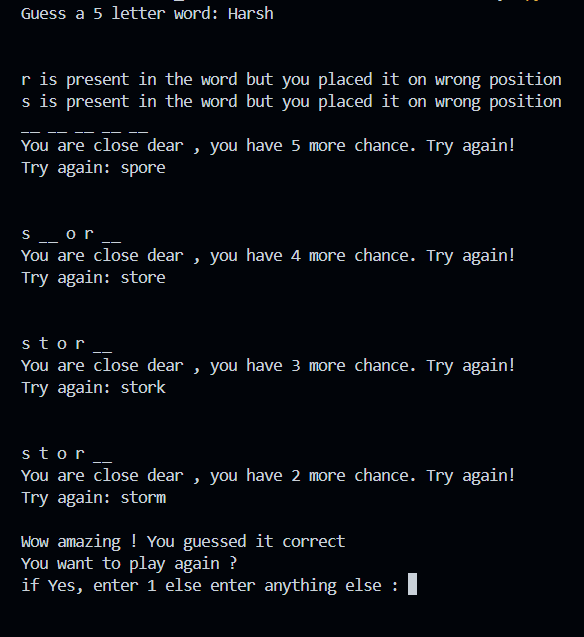 Guess a 5 letter word: Harsh
r is present in the word but you placed it on wrong position
s is present in the word but you placed it on wrong position
__ __ __ __ __
You are close dear , you have 5 more chance. Try again!
Try again: spore
s __ o r __
You are close dear , you have 4 more chance. Try again!
Try again: store
s t o r __
You are close dear , you have 3 more chance. Try again!
Try again: stork
s t o r __
You are close dear , you have 2 more chance. Try again!
Try again: storm
Wow amazing ! You guessed it correct
You want to play again ?
if Yes, enter 1 else enter anything else :